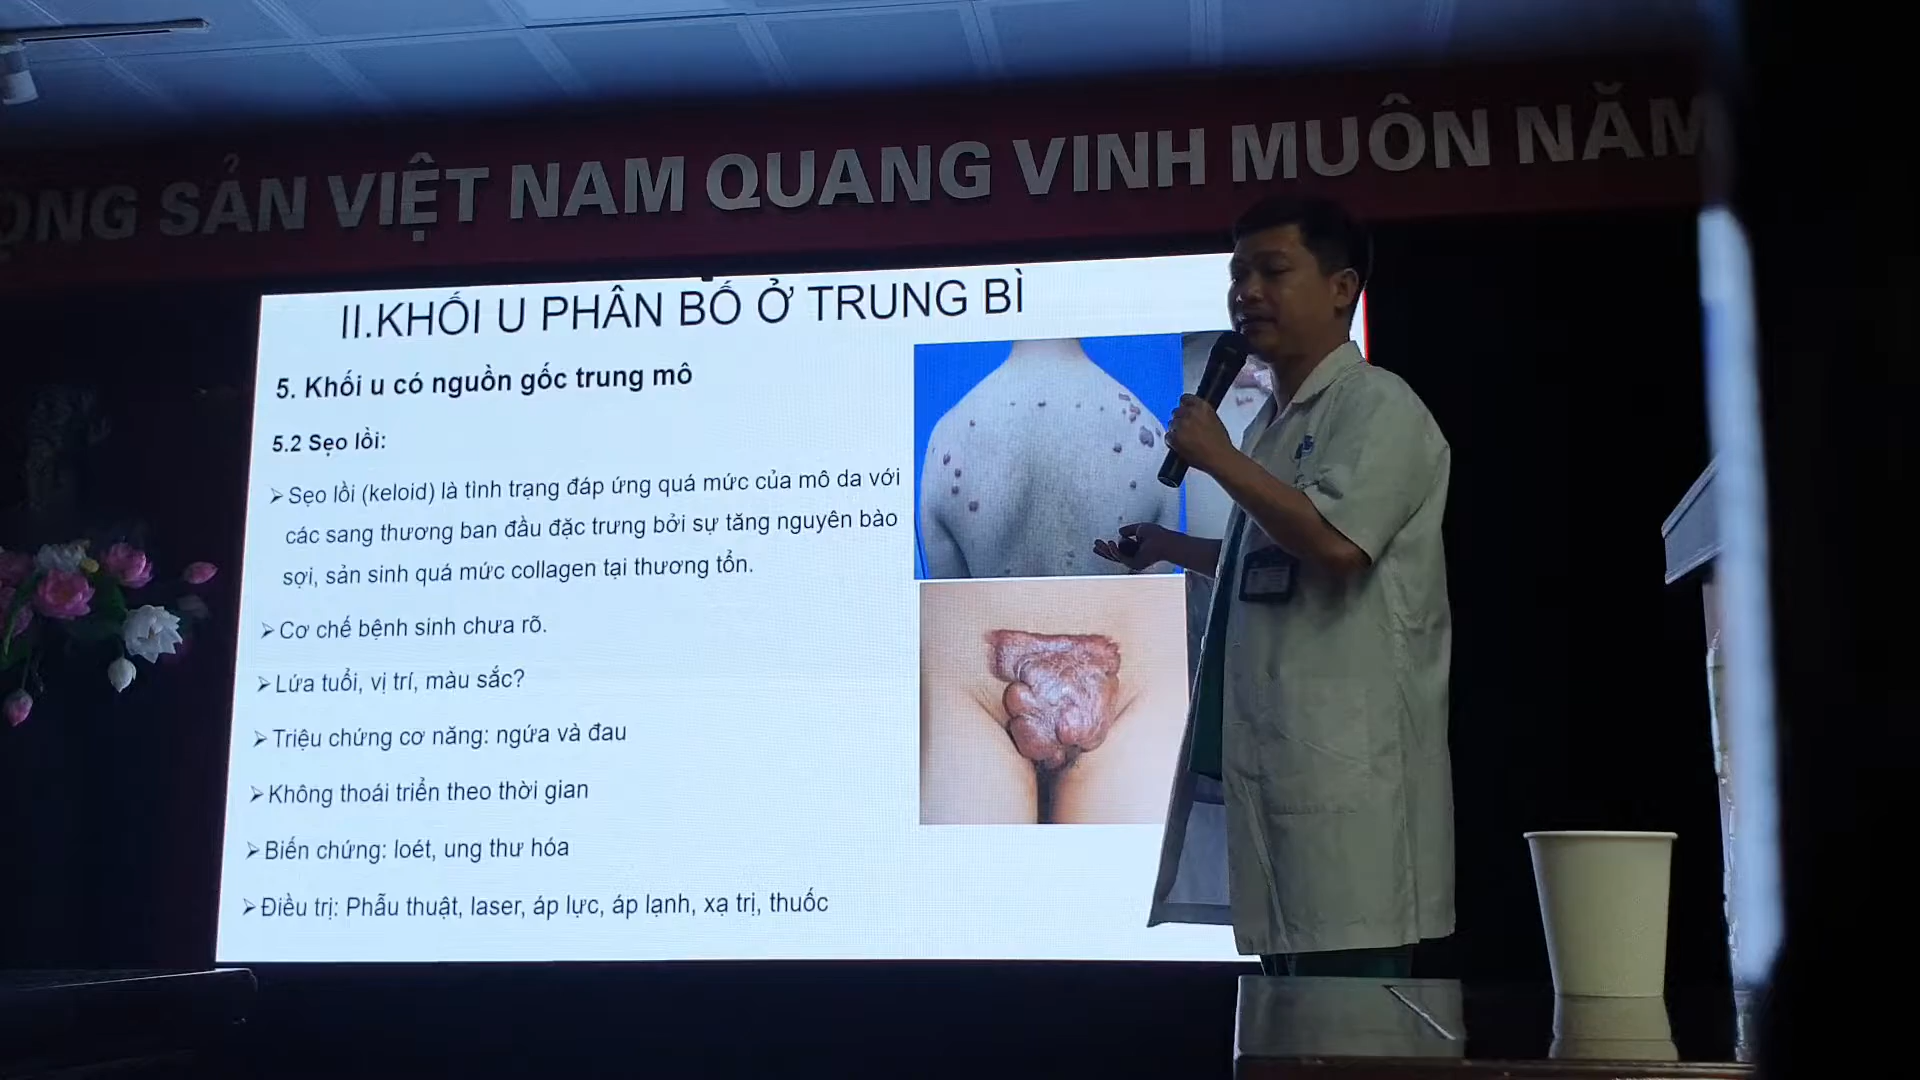 ỘNG SẢN VIỆT NAM QUANG VINH MUÔN NĂM
II.KHỐI U PHÂN BỐ Ở TRUNG BÌ
5. Khối u có nguồn gốc trung mô
5.2 Sẹo lồi:
➢ Sẹo lồi (keloid) là tình trạng đáp ứng quá mức của mô da với
các sang thương ban đầu đặc trưng bởi sự tăng nguyên bào
sợi, sản sinh quá mức collagen tại thương tổn.
➢ Cơ chế bệnh sinh chưa rõ.
➢ Lứa tuổi, vị trí, màu sắc?
➢ Triệu chứng cơ năng: ngứa và đau
➢ Không thoái triển theo thời gian
➢ Biến chứng: loét, ung thư hóa
➢ Điều trị: Phẫu thuật, laser, áp lực, áp lạnh, xạ trị, thuốc